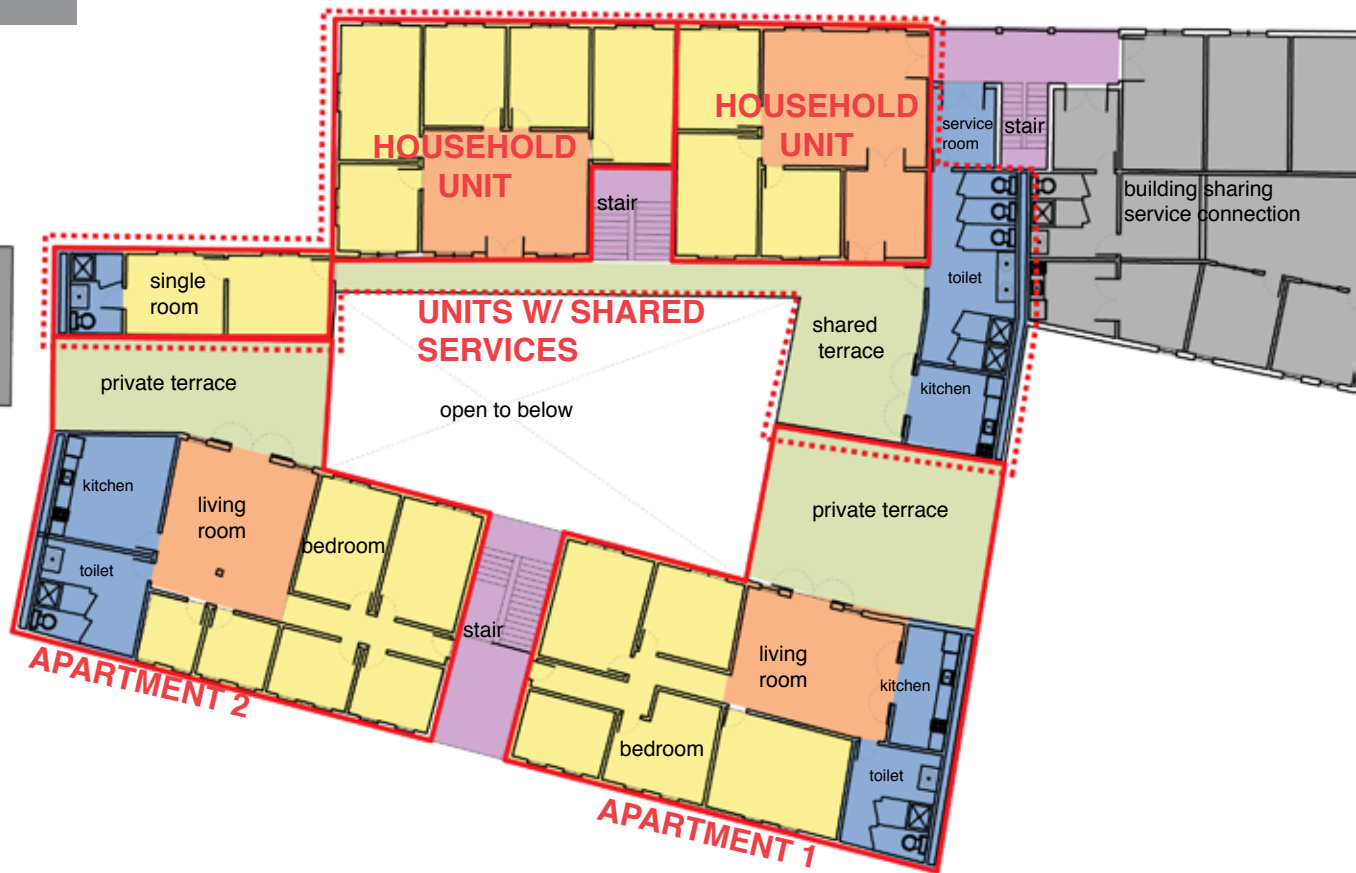 HOUSEHOLD
UNIT
HOUSEHOLD
UNIT
service
room
stair
stair
building sharing
service connection
single
room
toilet
UNITS W/ SHARED
SERVICES
shared
terrace
private terrace
kitchen
open to below
kitchen
living
room
bedroom
private terrace
toilet
stair
living
room
kitchen
APARTMENT 2
bedroom
toilet
APARTMENT 1